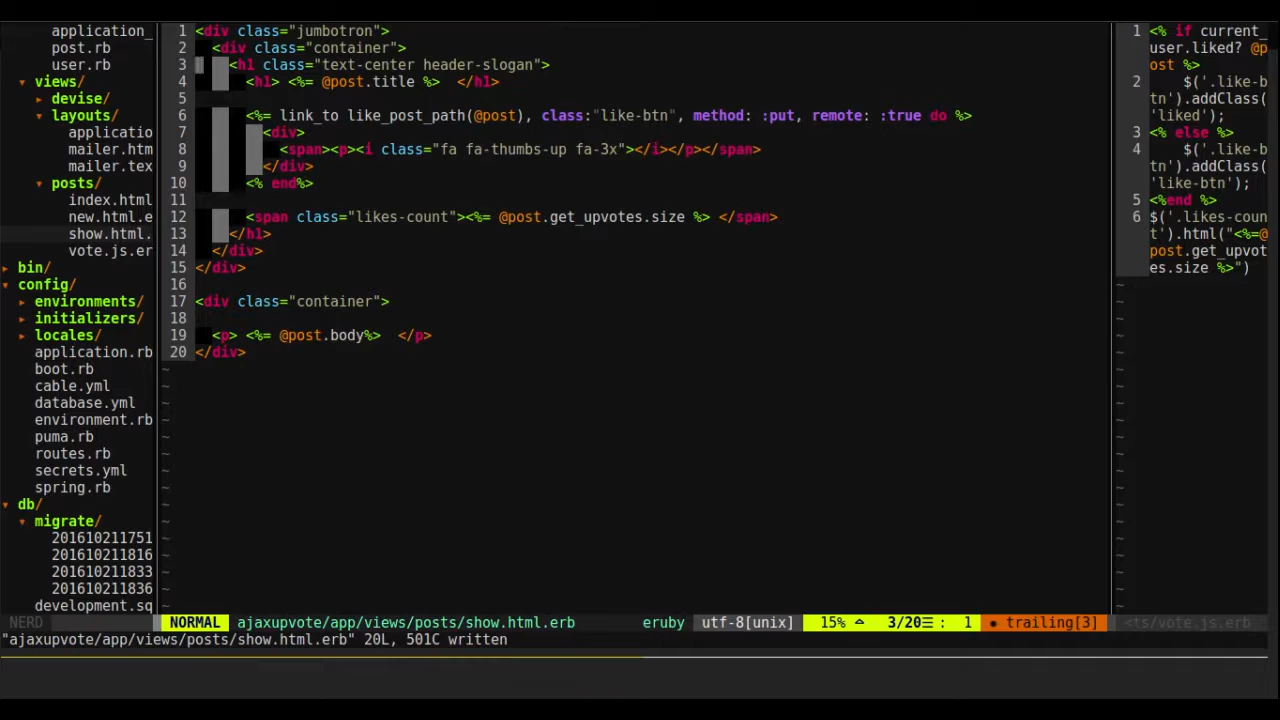 application_
post.rb
user.rb
▾ views/
▸ devise/
▾ layouts/
applicatio
mailer.htm
mailer.tex
▾ posts/
index.html
new.html.e
show.html.
vote.js.er
▸ bin/
▾ config/
▸ environments/
▸ initializers/
▸ locales/
application.rb
boot.rb
cable.yml
database.yml
environment.rb
puma.rb
routes.rb
secrets.yml
spring.rb
▾ db/
▾ migrate/
201610211751
201610211816
201610211833
201610211836
development.sq
NERD
1 <div class="jumbotron">
2 <div class="container">
3 <h1 class="text-center header-slogan">
4 <h1> <%= @post.title %> </h1>
5
6 <%= link_to like_post_path(@post), class:"like-btn", method: :put, remote: :true do %>
7 <div>
8 <span><p><i class="fa fa-thumbs-up fa-3x"></i></p></span>
9 </div>
10 <% end%>
11
12 <span class="likes-count"><%= @post.get_upvotes.size %> </span>
13 </h1>
14 </div>
15 </div>
16
17 <div class="container">
18
19 <p> <%= @post.body%> </p>
20 </div>
NORMAL ajaxupvote/app/views/posts/show.html.erb eruby utf-8[unix] 15% 3/20☰ : 1 trailing[3]
1 <% if current_
user.liked? @p
ost %>
2 $('.like-b
tn').addClass(
'liked');
3 <% else %>
4 $('.like-b
tn').addClass(
'like-btn');
5 <%end %>
6 $('.likes-coun
t').html("<%=@
post.get_upvot
es.size %>")
<ts/vote.js.erb
"ajaxupvote/app/views/posts/show.html.erb" 20L, 501C written